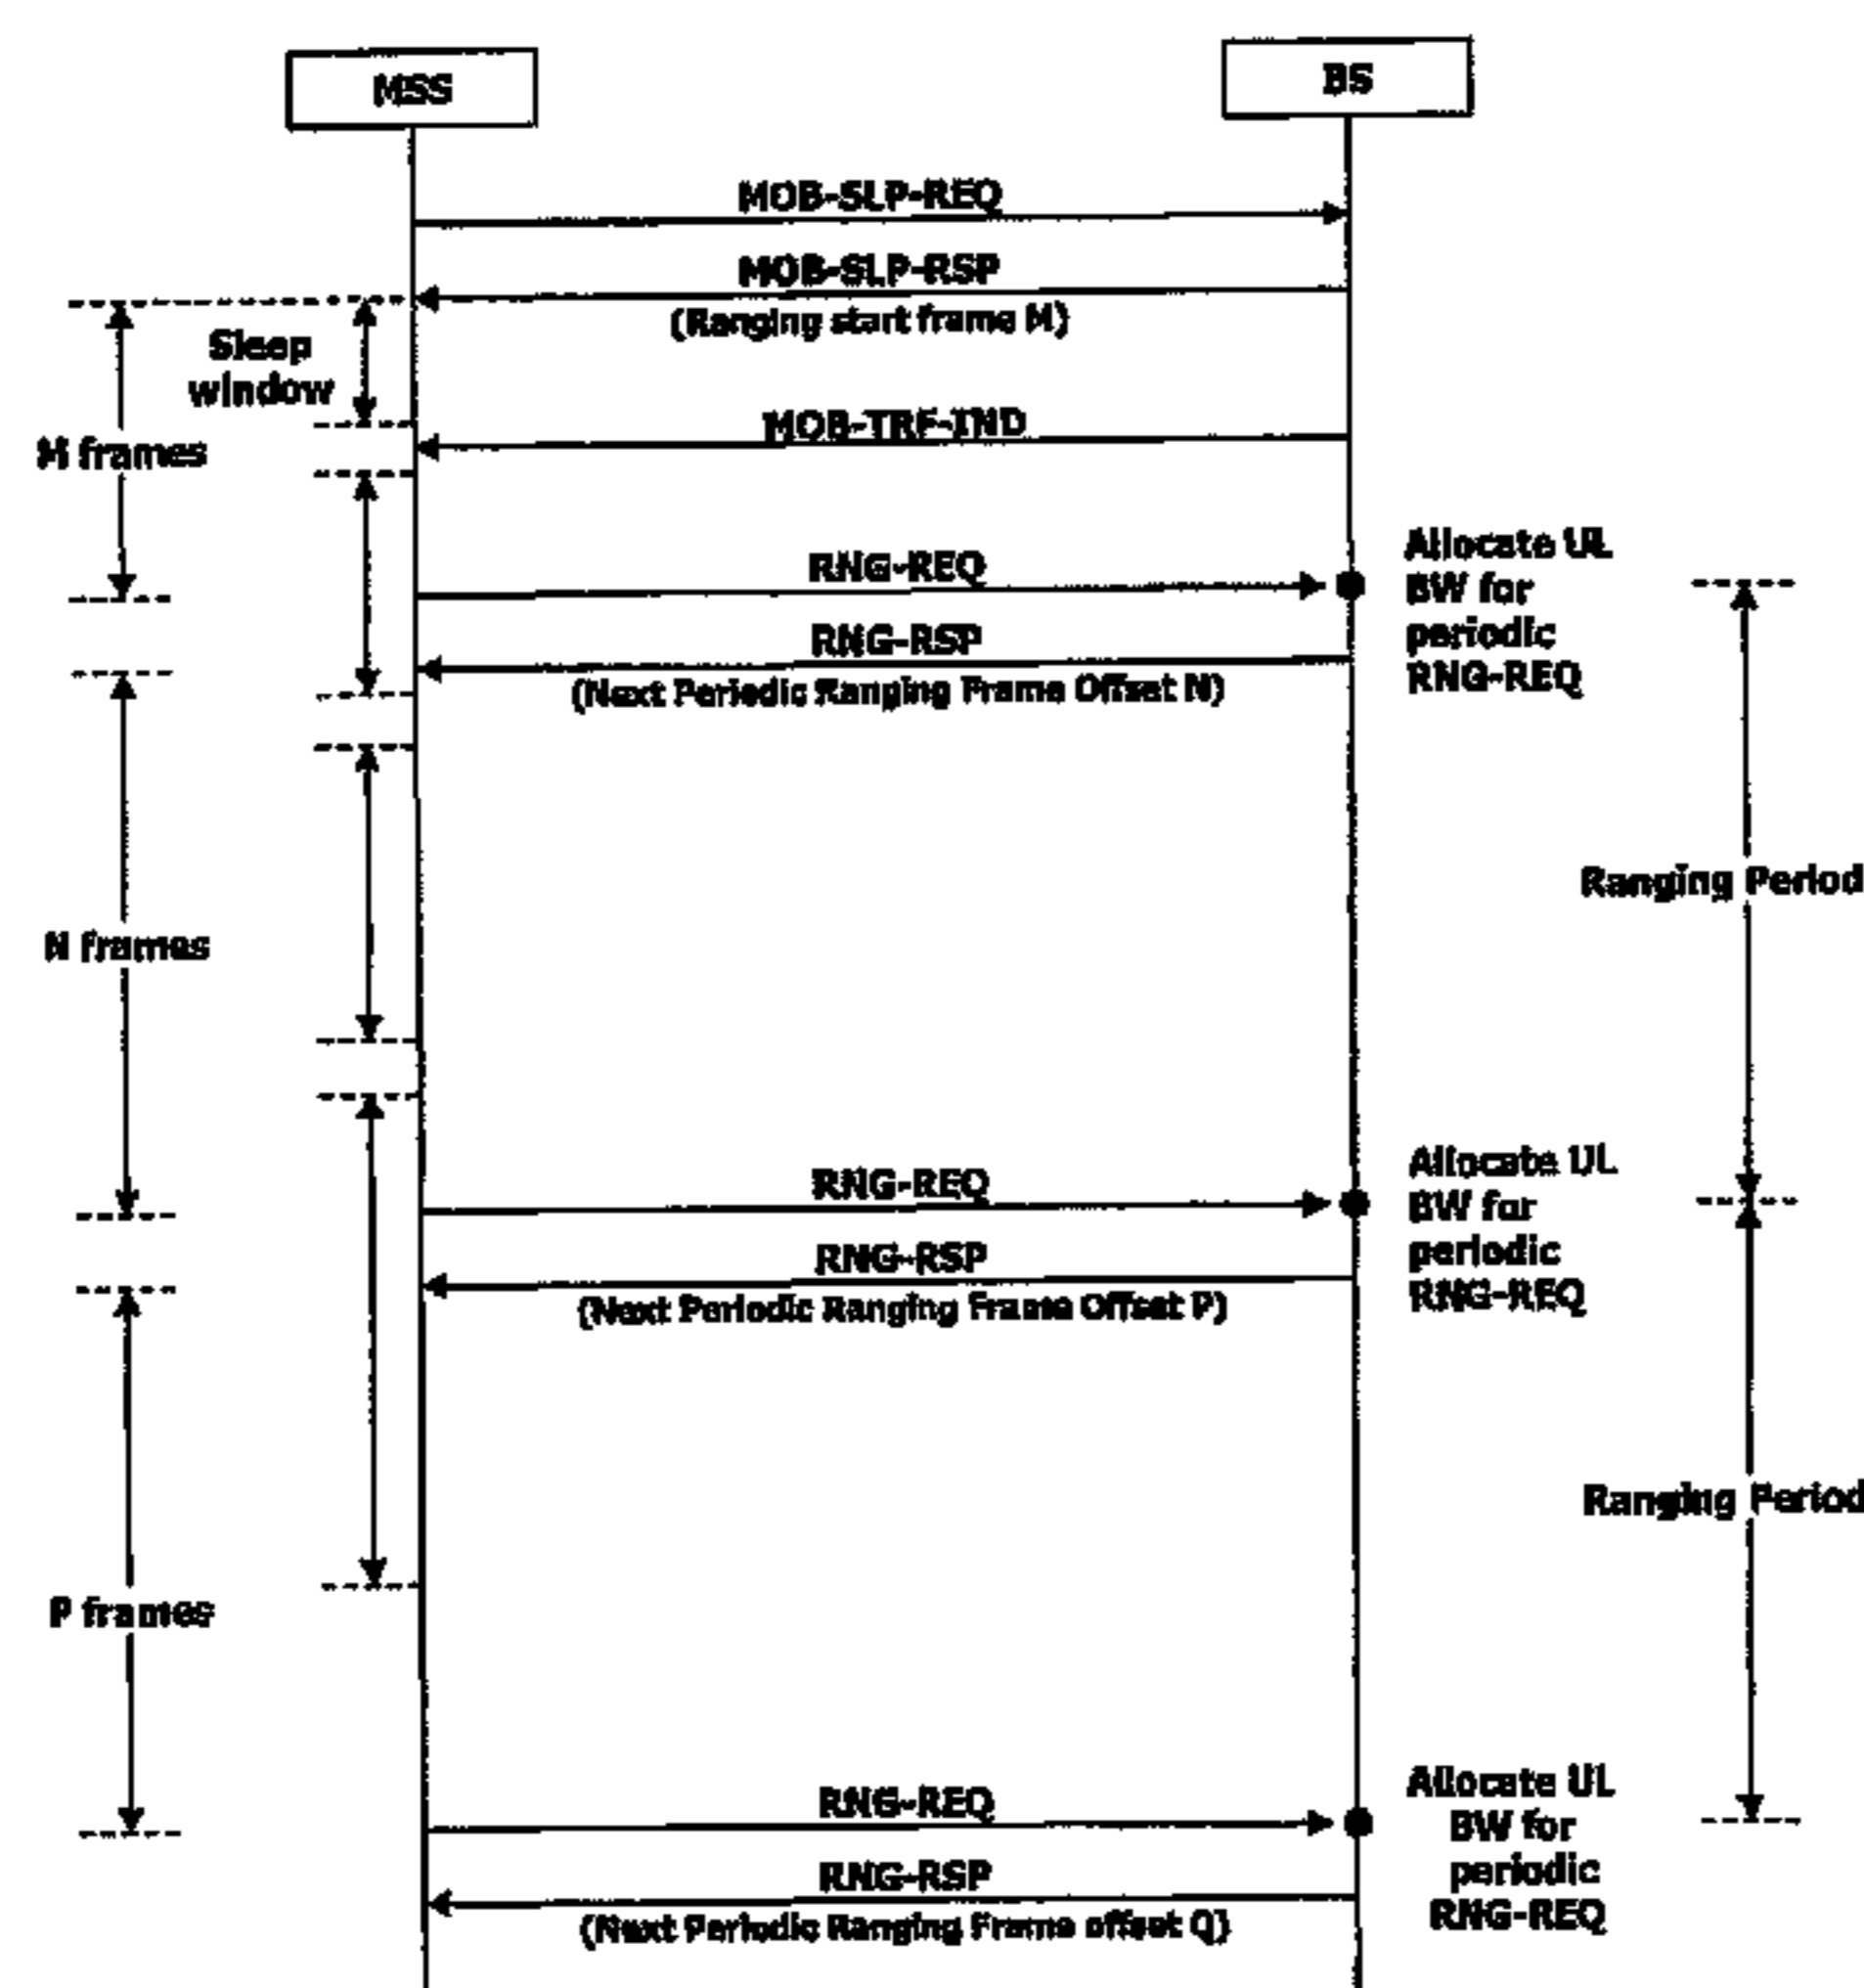 MSS
BS
MOB-SLP-REQ
MOB-SLP-RSP
(Ranging start frame M)
Sleep
window
MOB-TRF-IND
M frames
RNG-REQ
Allocate UL
BW for
periodic
RNG-REQ
RNG-RSP
(Next Periodic Ranging Frame Offset N)
Ranging Period
N frames
RNG-REQ
Allocate UL
BW for
periodic
RNG-REQ
RNG-RSP
(Next Periodic Ranging Frame Offset P)
Ranging Period
P frames
RNG-REQ
Allocate UL
BW for
periodic
RNG-REQ
RNG-RSP
(Next Periodic Ranging Frame offset Q)